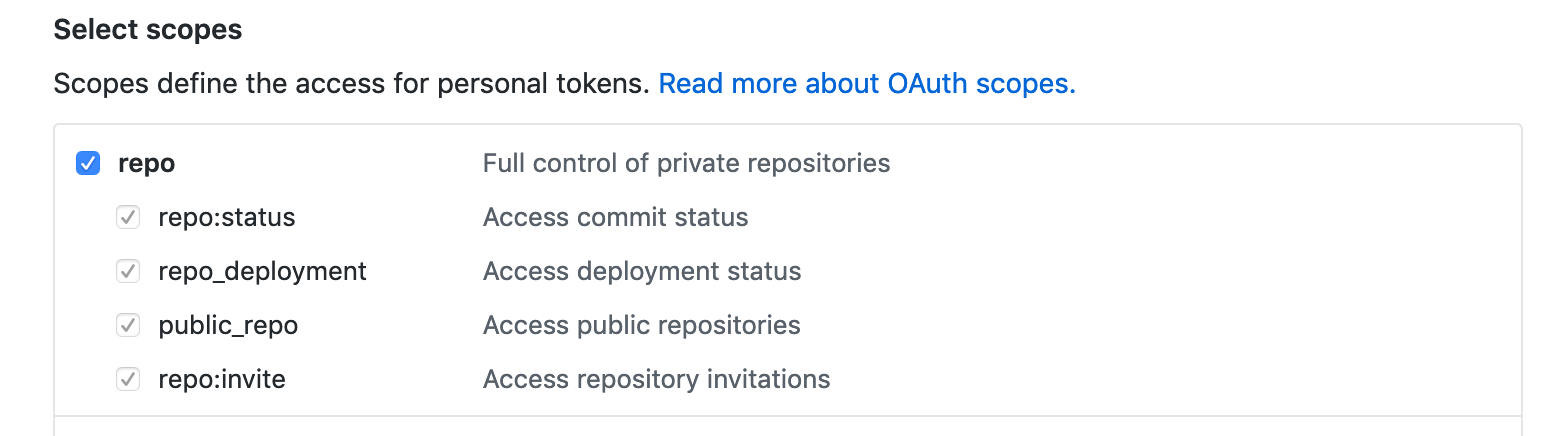 Select scopes
Scopes define the access for personal tokens. Read more about OAuth scopes.
repo Full control of private repositories
repo:status Access commit status
repo_deployment Access deployment status
public_repo Access public repositories
repo:invite Access repository invitations